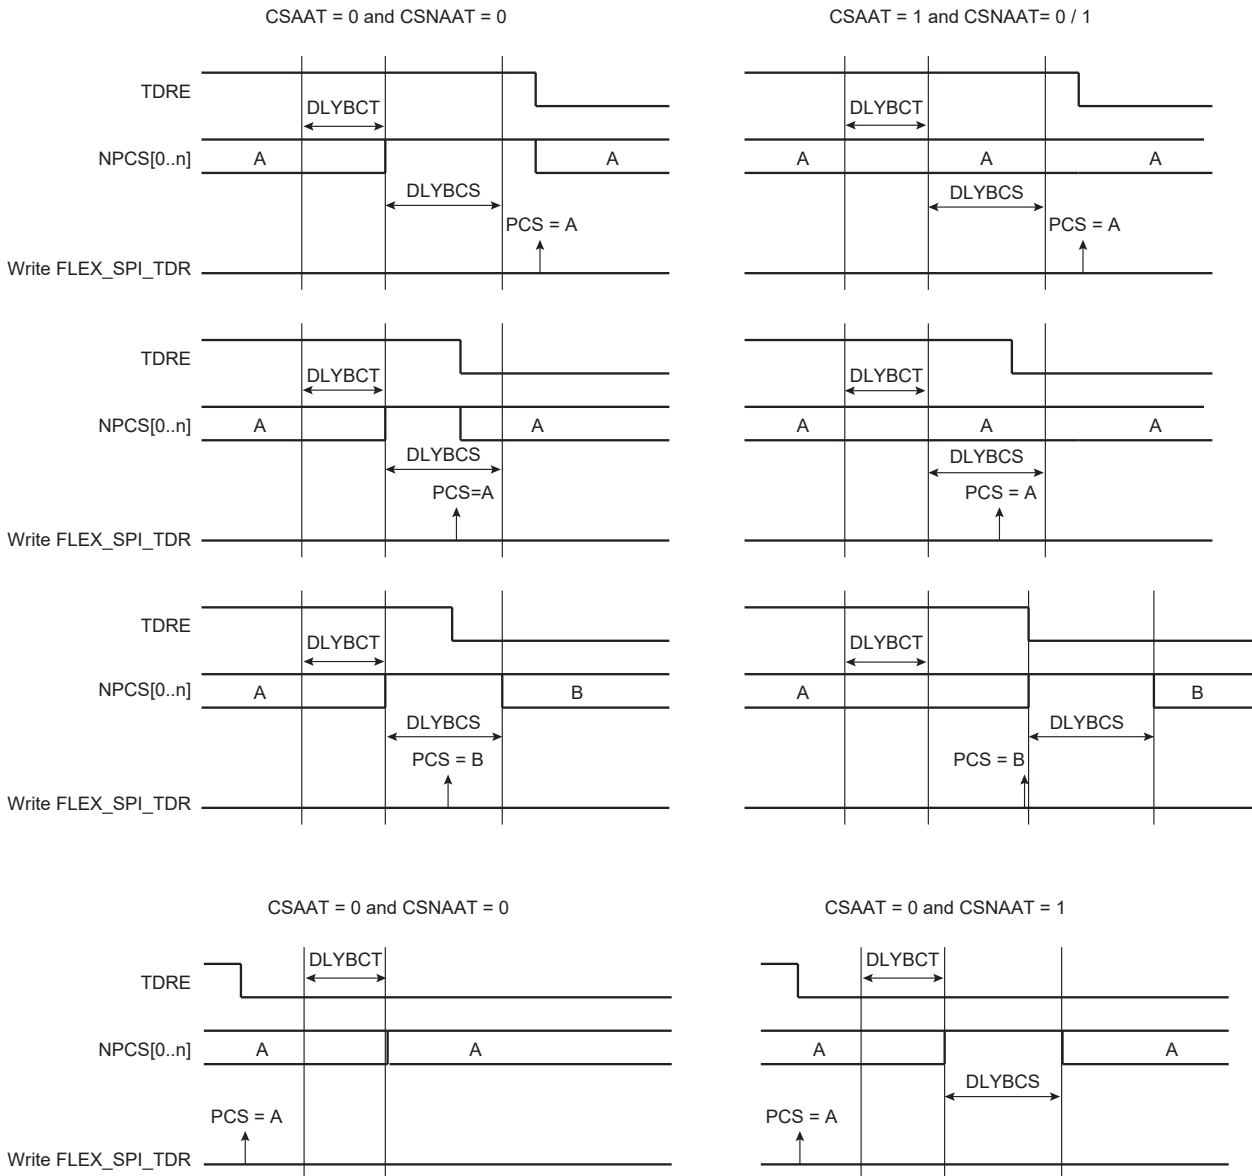 CSAAT = 0 and CSNAAT = 0
CSAAT = 1 and CSNAAT= 0 / 1
TDRE
DLYBCT
DLYBCT
NPCS[0..n]
A
A
A
A
A
DLYBCS
DLYBCS
PCS = A
PCS = A
Write FLEX_SPI_TDR
TDRE
DLYBCT
DLYBCT
NPCS[0..n]
A
A
A
A
A
DLYBCS
DLYBCS
PCS=A
PCS = A
Write FLEX_SPI_TDR
TDRE
DLYBCT
DLYBCT
NPCS[0..n]
A
B
A
B
DLYBCS
DLYBCS
PCS = B
PCS = B
Write FLEX_SPI_TDR
CSAAT = 0 and CSNAAT = 0
CSAAT = 0 and CSNAAT = 1
TDRE
DLYBCT
DLYBCT
NPCS[0..n]
A
A
A
A
DLYBCS
PCS = A
PCS = A
Write FLEX_SPI_TDR